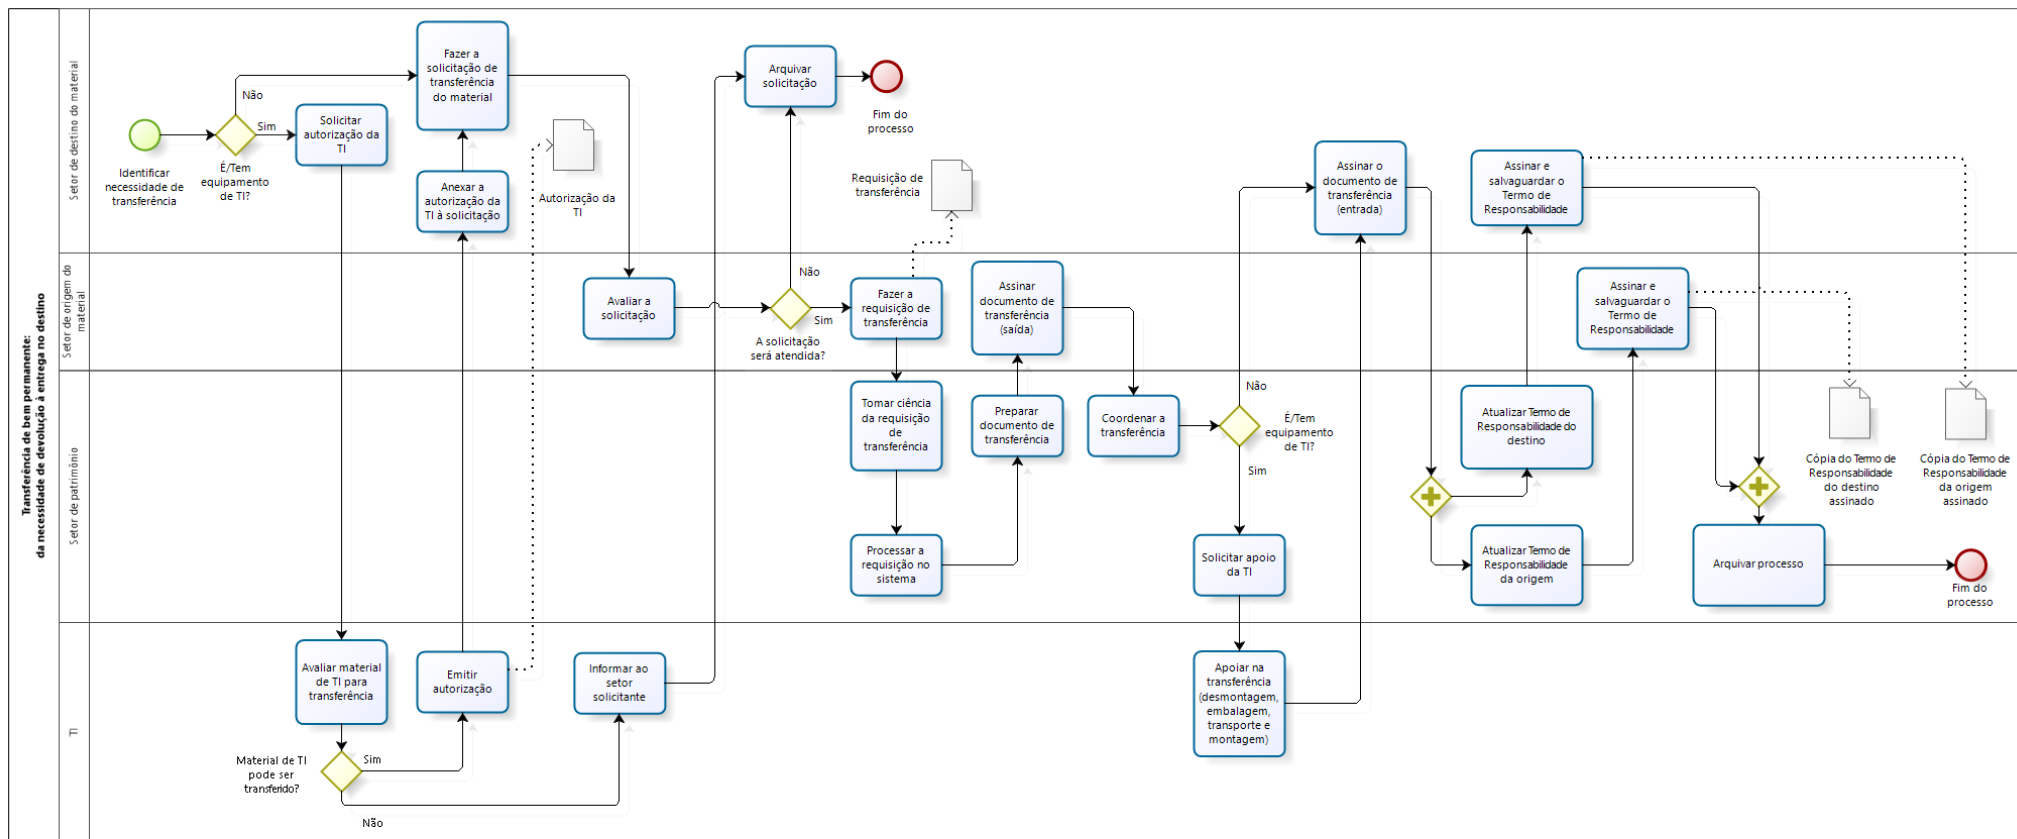 Transferência de bem permanente:
da necessidade de devolução à entrega no destino
Setor de destino do material
Identificar
necessidade de
transferência
É/Tem
equipamento
de TI?
Não
Sim
Solicitar
autorização da
TI
Fazer a
solicitação de
transferência
do material
Anexar a
autorização da
TI à solicitação
Autorização da
TI
Arquivar
solicitação
Fim do
processo
Requisição de
transferência
Assinar o
documento de
transferência
(entrada)
Assinar e
salvaguardar o
Termo de
Responsabilidade
Setor de origem do
material
Avaliar a
solicitação
Não
Sim
A solicitação
será atendida?
Fazer a
requisição de
transferência
Assinar
documento de
transferência
(saída)
Assinar e
salvaguardar o
Termo de
Responsabilidade
Setor de patrimônio
Tomar ciência
da requisição
de
transferência
Processar a
requisição no
sistema
Preparar
documento de
transferência
Coordenar a
transferência
Não
É/Tem
equipamento
de TI?
Sim
Solicitar apoio
da TI
Atualizar Termo de
Responsabilidade do
destino
Atualizar Termo de
Responsabilidade
da origem
Cópia do Termo de
Responsabilidade
do destino
assinado
Cópia do Termo de
Responsabilidade
da origem
assinado
Arquivar processo
Fim do
processo
TI
Avaliar material
de TI para
transferência
Material de TI
pode ser
transferido?
Sim
Não
Emitir
autorização
Informar ao
setor
solicitante
Apoiar na
transferência
(desmontagem,
embalagem,
transporte e
montagem)